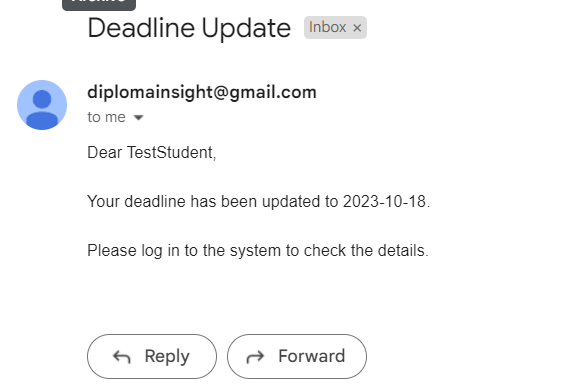 Deadline Update Inbox ×
diplomainsight@gmail.com
to me
Dear TestStudent,
Your deadline has been updated to 2023-10-18.
Please log in to the system to check the details.
Reply Forward